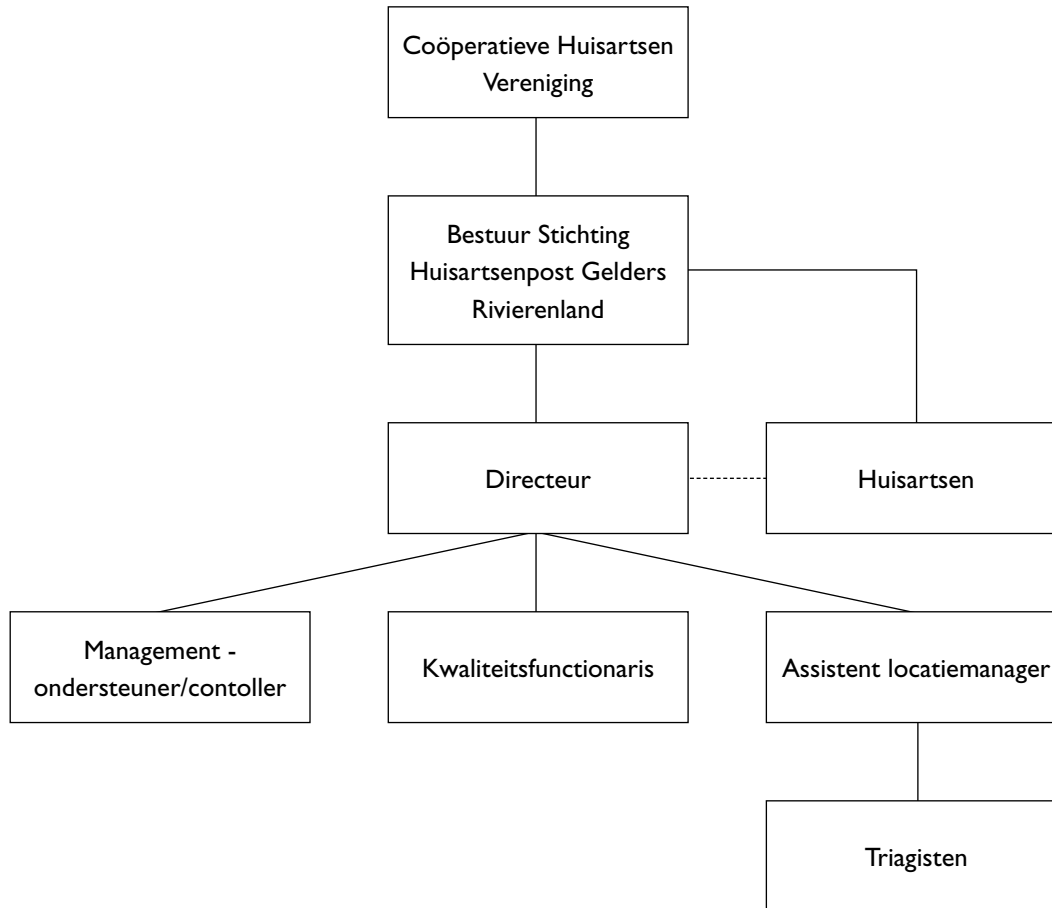 Coöperatieve Huisartsen
Vereniging
Bestuur Stichting
Huisartsenpost Gelders
Rivierenland
Directeur
Huisartsen
Management -
ondersteuner/contoller
Kwaliteitsfunctionaris
Assistent locatiemanager
Triagisten